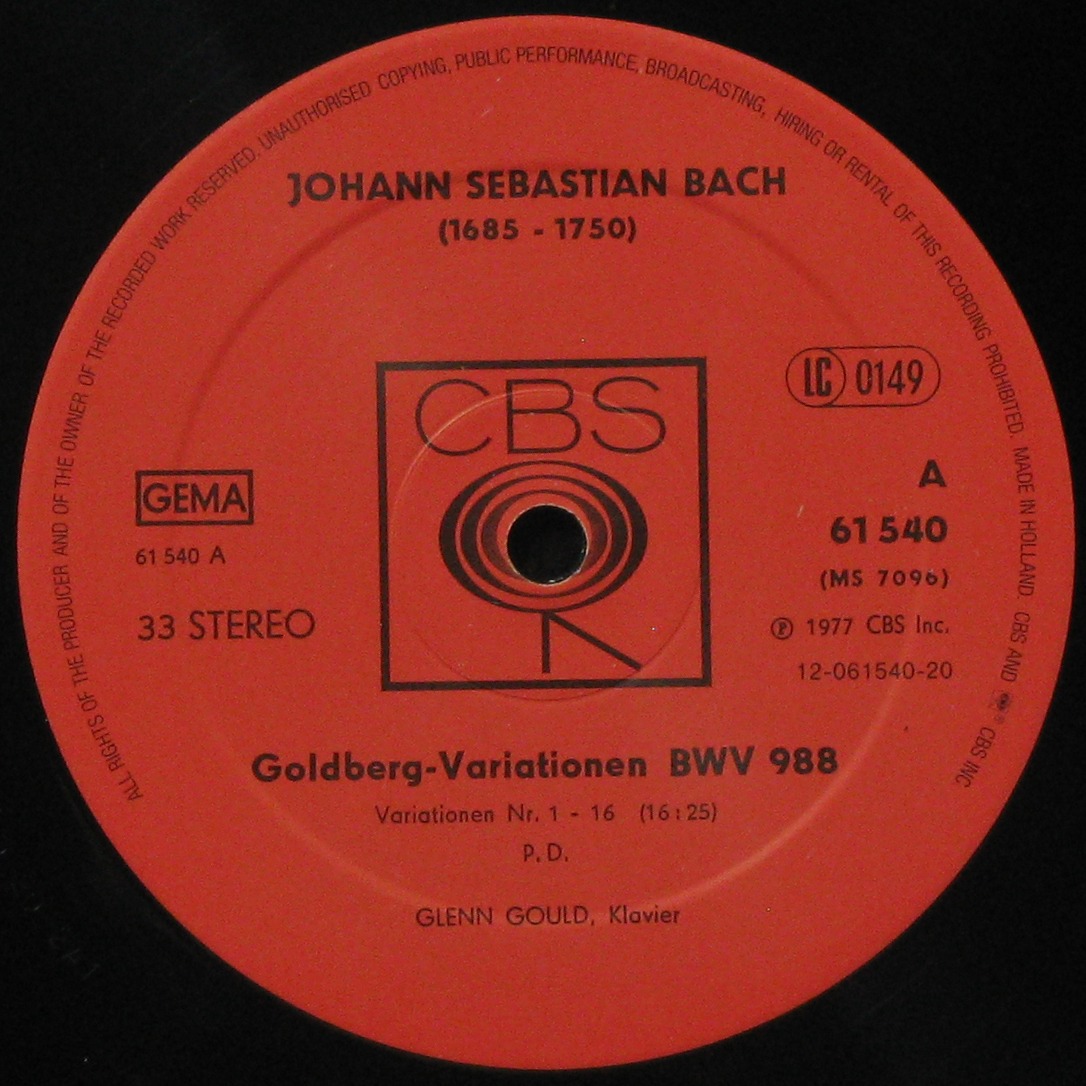 ALL RIGHTS OF THE PRODUCER AND OF THE OWNER OF THE RECORDED WORK RESERVED. UNAUTHORISED COPYING, PUBLIC PERFORMANCE, BROADCASTING, HIRING OR RENTAL OF THIS RECORDING PROHIBITED. MADE IN HOLLAND. CBS AND ® CBS INC
JOHANN SEBASTIAN BACH
(1685 - 1750)
CBS
LC 0149
GEMA
61 540 A
33 STEREO
A
61 540
(MS 7096)
℗ 1977 CBS Inc.
12-061540-20
Goldberg-Variationen BWV 988
Variationen Nr. 1 - 16 (16:25)
P.D.
GLENN GOULD, Klavier